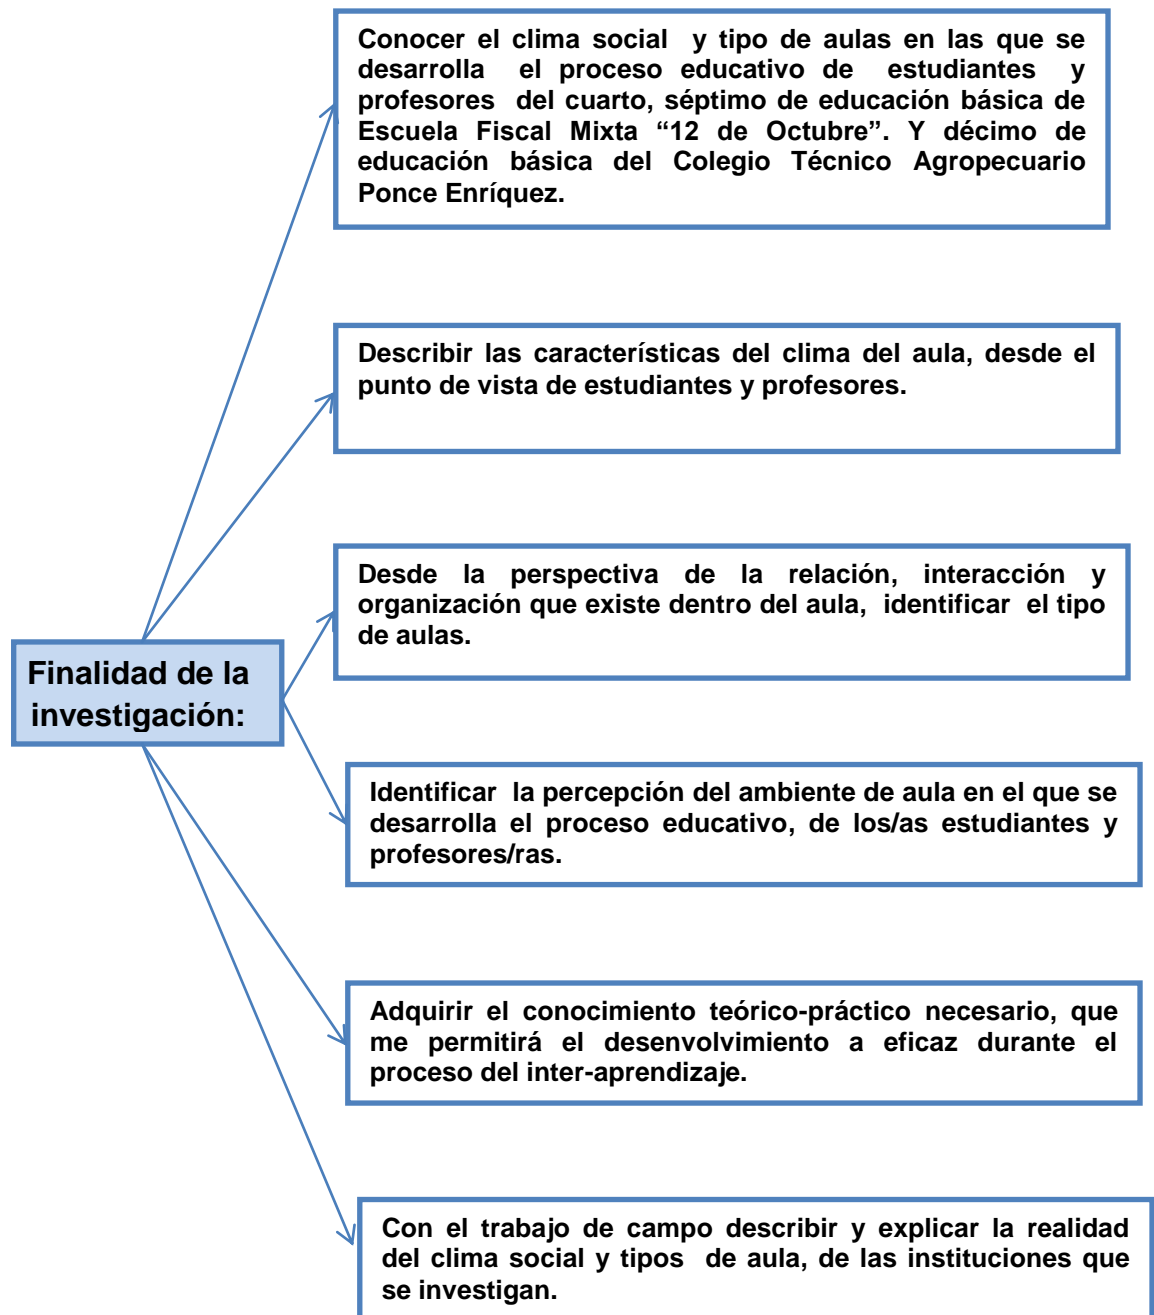 Conocer el clima social y tipo de aulas en las que se
desarrolla el proceso educativo de estudiantes y
profesores del cuarto, séptimo de educación básica de
Escuela Fiscal Mixta “12 de Octubre”. Y décimo de
educación básica del Colegio Técnico Agropecuario
Ponce Enríquez.
Describir las características del clima del aula, desde el
punto de vista de estudiantes y profesores.
Desde la perspectiva de la relación, interacción y
organización que existe dentro del aula, identificar el tipo
de aulas.
Finalidad de la
investigación:
Identificar la percepción del ambiente de aula en el que se
desarrolla el proceso educativo, de los/as estudiantes y
profesores/ras.
Adquirir el conocimiento teórico-práctico necesario, que
me permitirá el desenvolvimiento a eficaz durante el
proceso del inter-aprendizaje.
Con el trabajo de campo describir y explicar la realidad
del clima social y tipos de aula, de las instituciones que
se investigan.